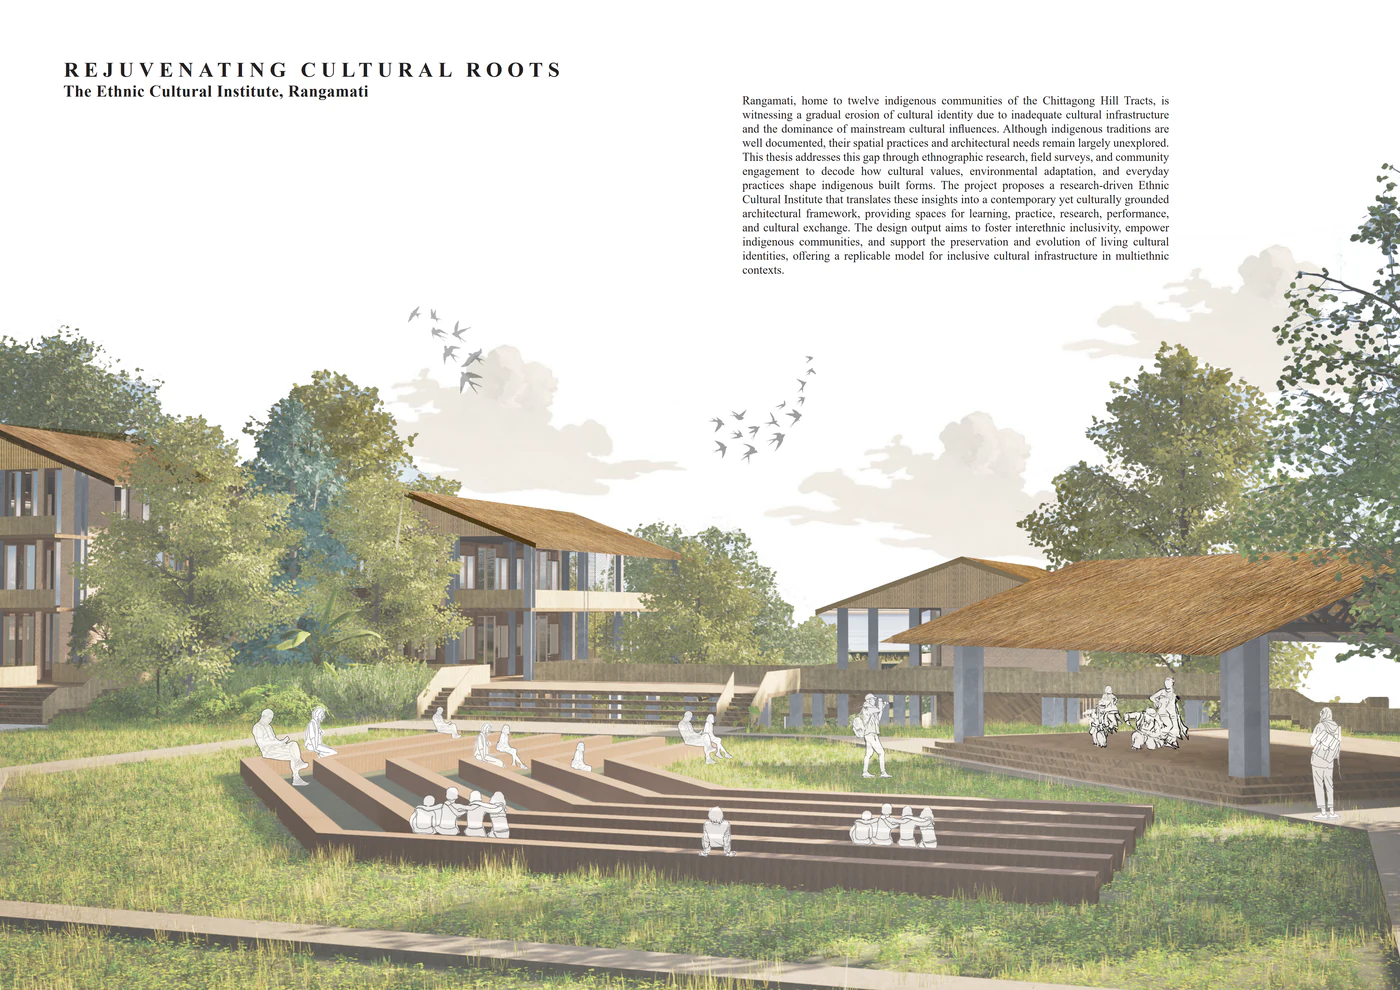 REJUVENATING CULTURAL ROOTS
The Ethnic Cultural Institute, Rangamati
Rangamati, home to twelve indigenous communities of the Chittagong Hill Tracts, is
witnessing a gradual erosion of cultural identity due to inadequate cultural infrastructure
and the dominance of mainstream cultural influences. Although indigenous traditions are
well documented, their spatial practices and architectural needs remain largely unexplored.
This thesis addresses this gap through ethnographic research, field surveys, and community
engagement to decode how cultural values, environmental adaptation, and everyday
practices shape indigenous built forms. The project proposes a research-driven Ethnic
Cultural Institute that translates these insights into a contemporary yet culturally grounded
architectural framework, providing spaces for learning, practice, research, performance,
and cultural exchange. The design output aims to foster interethnic inclusivity, empower
indigenous communities, and support the preservation and evolution of living cultural
identities, offering a replicable model for inclusive cultural infrastructure in multiethnic
contexts.